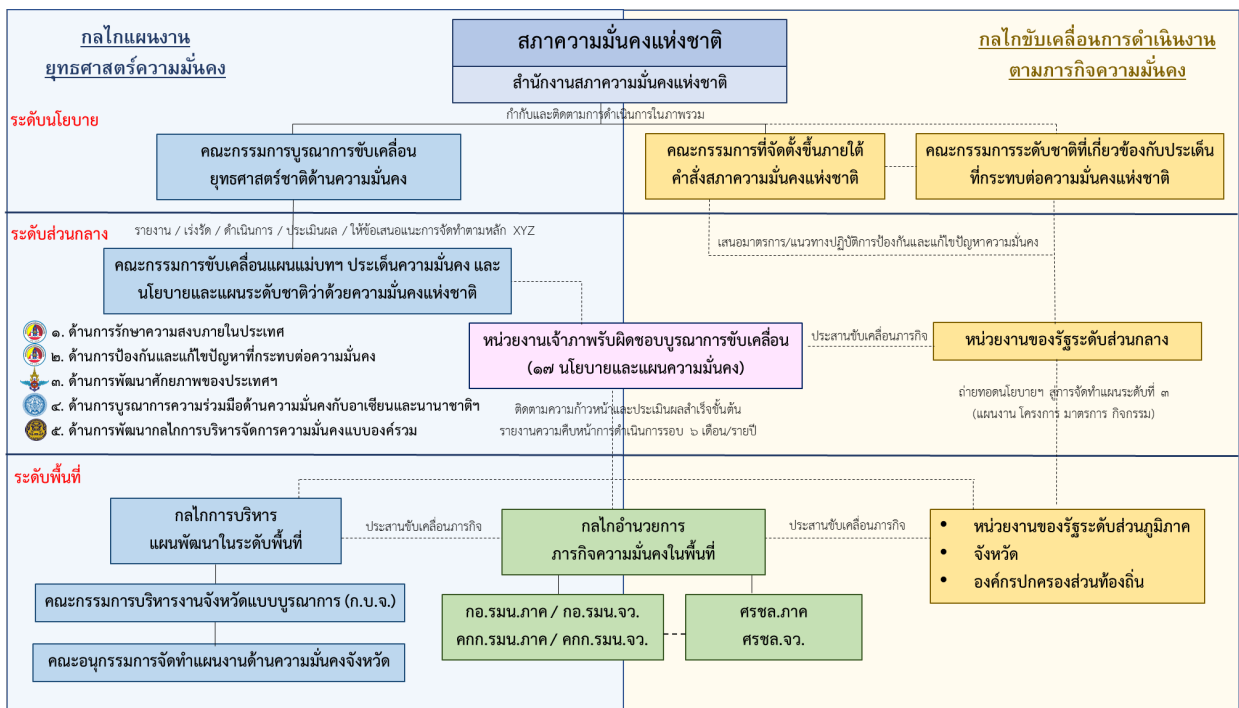 กลไกแผนงาน
ยุทธศาสตร์ความมั่นคง
สภาความมั่นคงแห่งชาติ
สำนักงานสภาความมั่นคงแห่งชาติ
กลไกขับเคลื่อนการดำเนินงาน
ตามภารกิจความมั่นคง
ระดับนโยบาย
กำกับและติดตามการดำเนินการในภาพรวม
คณะกรรมการบูรณาการขับเคลื่อน
ยุทธศาสตร์ชาติด้านความมั่นคง
คณะกรรมการที่จัดตั้งขึ้นภายใต้
คำสั่งสภาความมั่นคงแห่งชาติ
คณะกรรมการระดับชาติที่เกี่ยวข้องกับประเด็น
ที่กระทบต่อความมั่นคงแห่งชาติ
ระดับส่วนกลาง
รายงาน / เร่งรัด / ดำเนินการ / ประเมินผล / ให้ข้อเสนอแนะการจัดทำตามหลัก XYZ
เสนอมาตรการ/แนวทางปฏิบัติการป้องกันและแก้ไขปัญหาความมั่นคง
คณะกรรมการขับเคลื่อนแผนแม่บทฯ ประเด็นความมั่นคง และ
นโยบายและแผนระดับชาติว่าด้วยความมั่นคงแห่งชาติ
๑. ด้านการรักษาความสงบภายในประเทศ
๒. ด้านการป้องกันและแก้ไขปัญหาที่กระทบต่อความมั่นคง
๓. ด้านการพัฒนาศักยภาพของประเทศฯ
๔. ด้านการบูรณาการความร่วมมือด้านความมั่นคงกับอาเซียนและนานาชาติฯ
๕. ด้านการพัฒนากลไกการบริหารจัดการความมั่นคงแบบองค์รวม
หน่วยงานเจ้าภาพรับผิดชอบบูรณาการขับเคลื่อน
(๑๗ นโยบายและแผนความมั่นคง)
ประสานขับเคลื่อนภารกิจ
หน่วยงานของรัฐระดับส่วนกลาง
ติดตามความก้าวหน้าและประเมินผลสำเร็จขั้นต้น
รายงานความคืบหน้าการดำเนินการรอบ ๖ เดือน/รายปี
ถ่ายทอดนโยบายฯ สู่การจัดทำแผนระดับที่ ๓
(แผนงาน โครงการ มาตรการ กิจกรรม)
ระดับพื้นที่
กลไกการบริหาร
แผนพัฒนาในระดับพื้นที่
ประสานขับเคลื่อนภารกิจ
กลไกอำนวยการ
ภารกิจความมั่นคงในพื้นที่
ประสานขับเคลื่อนภารกิจ
• หน่วยงานของรัฐระดับส่วนภูมิภาค
• จังหวัด
• องค์กรปกครองส่วนท้องถิ่น
คณะกรรมการบริหารงานจังหวัดแบบบูรณาการ (ก.บ.จ.)
คณะอนุกรรมการจัดทำแผนงานด้านความมั่นคงจังหวัด
กอ.รมน.ภาค / กอ.รมน.จว.
คกก.รมน.ภาค / คกก.รมน.จว.
ศรชล.ภาค
ศรชล.จว.